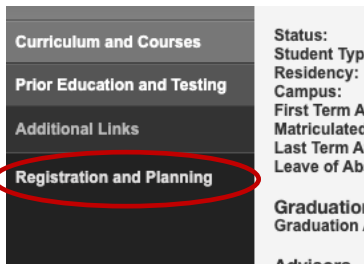 Curriculum and Courses
Prior Education and Testing
Additional Links
Registration and Planning
Status:
Student Typ
Residency:
Campus:
First Term A
Matriculated
Last Term A
Leave of Ab
Graduation
Graduation